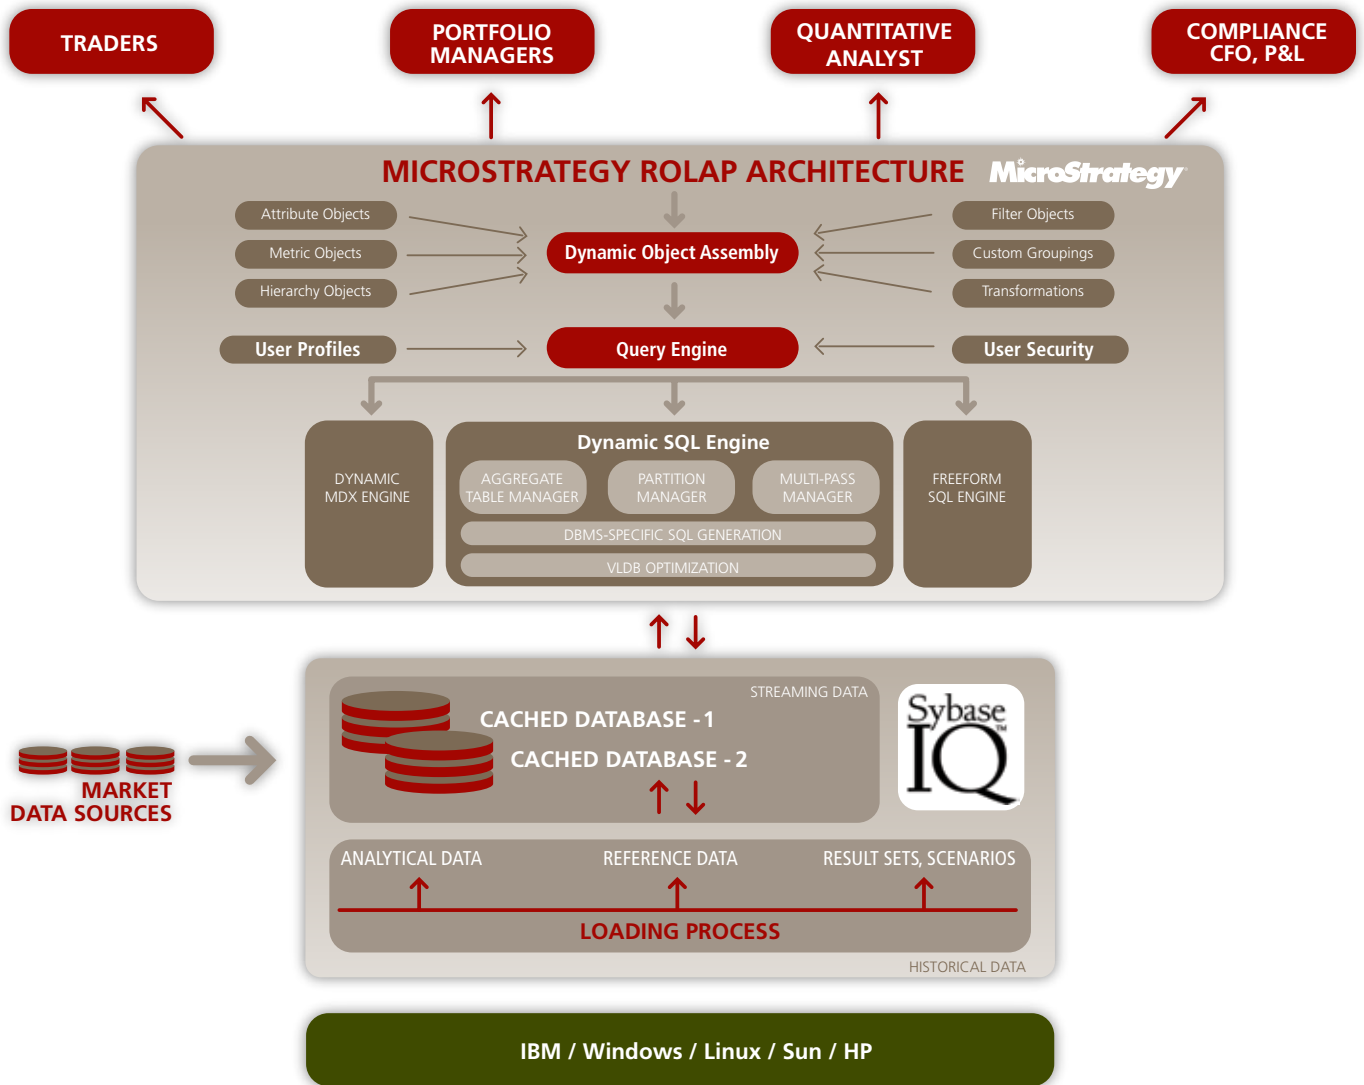 TRADERS
PORTFOLIO
MANAGERS
QUANTITATIVE
ANALYST
COMPLIANCE
CFO, P&L
MICROSTRATEGY ROLAP ARCHITECTURE
MicroStrategy
Attribute Objects
Metric Objects
Hierarchy Objects
Dynamic Object Assembly
Filter Objects
Custom Groupings
Transformations
User Profiles
Query Engine
User Security
DYNAMIC
MDX ENGINE
Dynamic SQL Engine
AGGREGATE
TABLE MANAGER
PARTITION
MANAGER
MULTI-PASS
MANAGER
DBMS-SPECIFIC SQL GENERATION
VLDB OPTIMIZATION
FREEFORM
SQL ENGINE
STREAMING DATA
CACHED DATABASE - 1
CACHED DATABASE - 2
Sybase
IQ™
MARKET
DATA SOURCES
ANALYTICAL DATA
REFERENCE DATA
RESULT SETS, SCENARIOS
LOADING PROCESS
HISTORICAL DATA
IBM / Windows / Linux / Sun / HP